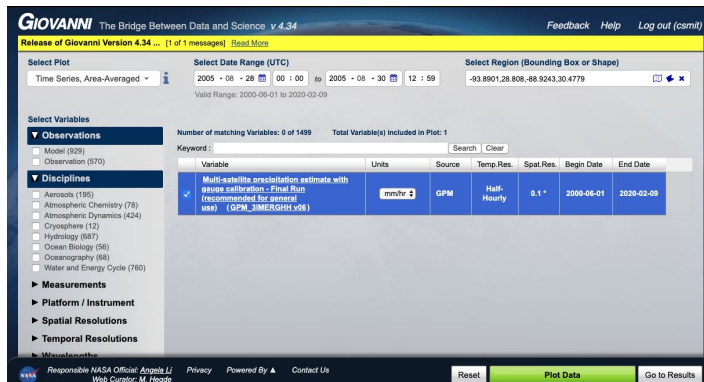 GIOVANNI The Bridge Between Data and Science v 4.34 Feedback Help Log out (csmit)
Release of Giovanni Version 4.34 ... [1 of 1 messages] Read More
Select Plot Select Date Range (UTC) Select Region (Bounding Box or Shape)
Time Series, Area-Averaged 2005 - 08 - 28 00 : 00 to 2005 - 08 - 30 12 : 59 -93.8901,28.808,-88.9243,30.4779
Valid Range: 2000-06-01 to 2020-02-09
Select Variables
Observations
Number of matching Variables: 0 of 1499 Total Variable(s) included in Plot: 1
Model (929)
Observation (570)
Keyword : Search Clear
Variable Units Source Temp.Res. Spat.Res. Begin Date End Date
Disciplines
Multi-satellite precipitation estimate with
gauge calibration - Final Run
(recommended for general
use) (GPM_3IMERGHH v06)
mm/hr GPM Half-
Hourly
0.1 ° 2000-06-01 2020-02-09
Aerosols (195)
Atmospheric Chemistry (78)
Atmospheric Dynamics (424)
Cryosphere (12)
Hydrology (687)
Ocean Biology (56)
Oceanography (68)
Water and Energy Cycle (760)
Measurements
Platform / Instrument
Spatial Resolutions
Temporal Resolutions
Wavelengths
NASA Responsible NASA Official: Angela Li Privacy Powered By Contact Us
Web Curator: M. Hegde
Reset Plot Data Go to Results